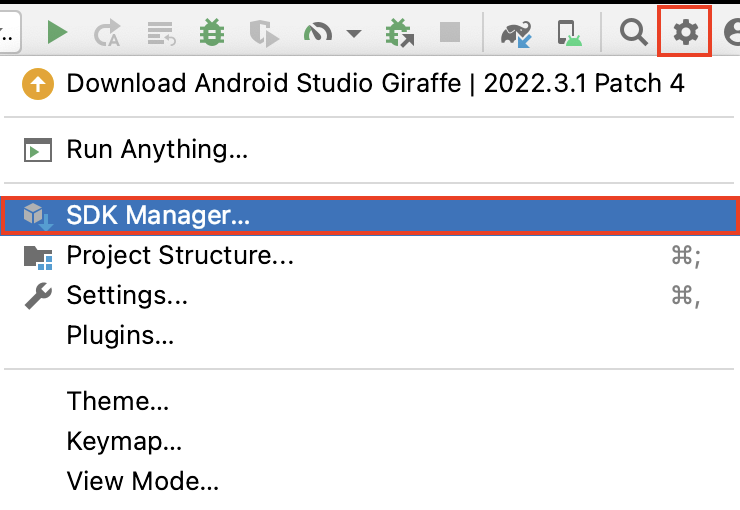 ..
Download Android Studio Giraffe | 2022.3.1 Patch 4
Run Anything...
SDK Manager...
Project Structure... ⌘;
Settings... ⌘,
Plugins...
Theme...
Keymap...
View Mode...